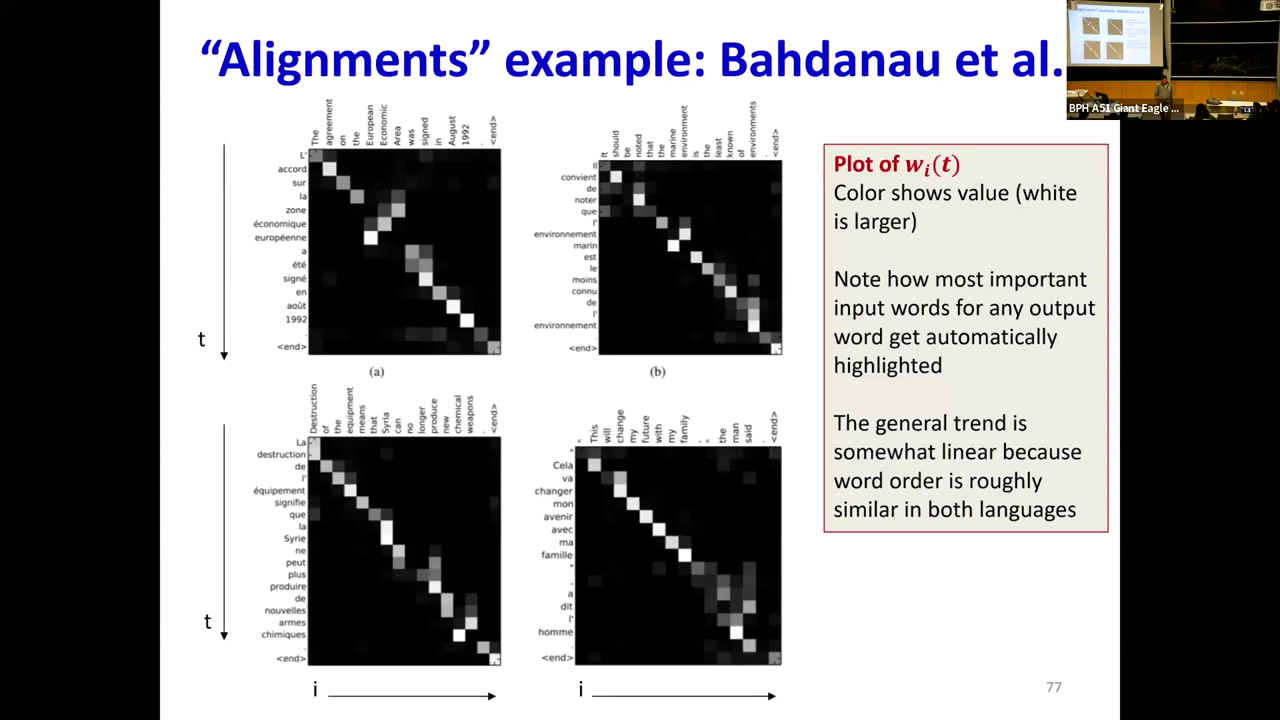 “Alignments” example: Bahdanau et al.
BPH A51 Giant Eagle ...
The agreement on the European Economic Area was signed in August 1992 . <end>
L'
accord
sur
la
zone
économique
européenne
a
été
signé
en
août
1992
.
<end>
(a)
It should be noted that the marine environment is the least known of environments . <end>
Il
convient
de
noter
que
l'
environnement
marin
est
le
moins
connu
de
l'
environnement
.
<end>
(b)
t
Destruction of the equipment means that Syria can no longer produce new chemical weapons . <end>
La
destruction
de
l'
équipement
signifie
que
la
Syrie
ne
peut
plus
produire
de
nouvelles
armes
chimiques
.
<end>
" This will change my future with my family , " the man said . <end>
"
Cela
va
changer
mon
avenir
avec
ma
famille
"
,
a
dit
l'
homme
.
<end>
t
i
i
Plot of wᵢ(t)
Color shows value (white
is larger)
Note how most important
input words for any output
word get automatically
highlighted
The general trend is
somewhat linear because
word order is roughly
similar in both languages
77